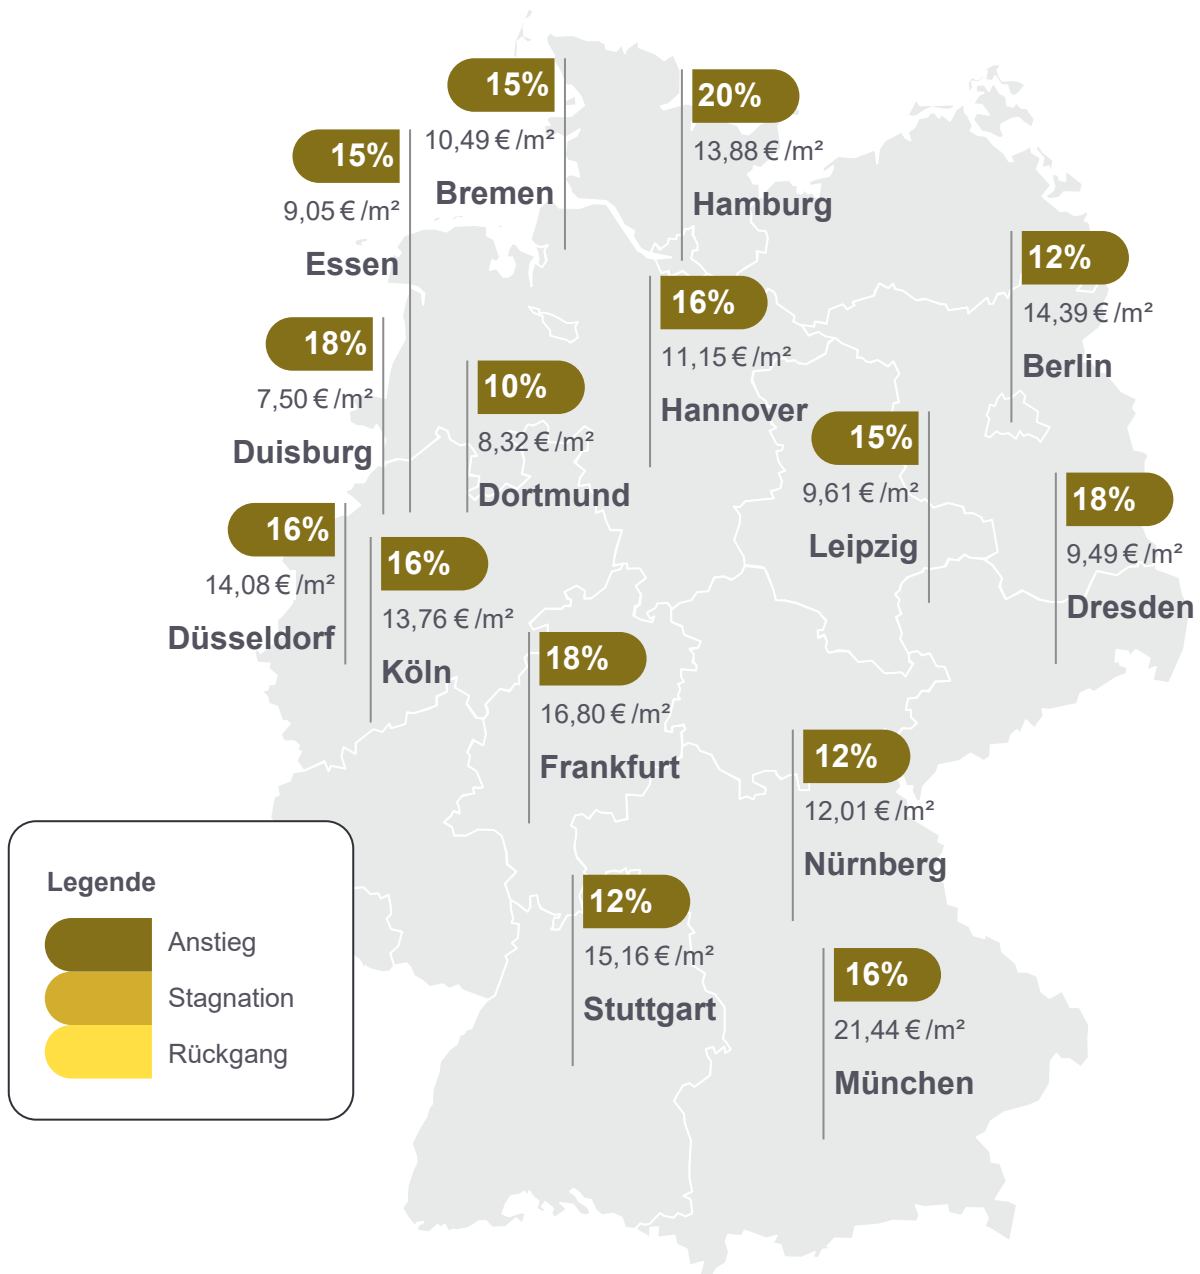 15%
10,49 € /m²
Bremen
20%
13,88 € /m²
Hamburg
15%
9,05 € /m²
Essen
12%
14,39 € /m²
Berlin
16%
11,15 € /m²
Hannover
18%
7,50 € /m²
Duisburg
10%
8,32 € /m²
Dortmund
15%
9,61 € /m²
Leipzig
18%
9,49 € /m²
Dresden
16%
14,08 € /m²
Düsseldorf
16%
13,76 € /m²
Köln
18%
16,80 € /m²
Frankfurt
12%
12,01 € /m²
Nürnberg
12%
15,16 € /m²
Stuttgart
16%
21,44 € /m²
München
Legende
Anstieg
Stagnation
Rückgang